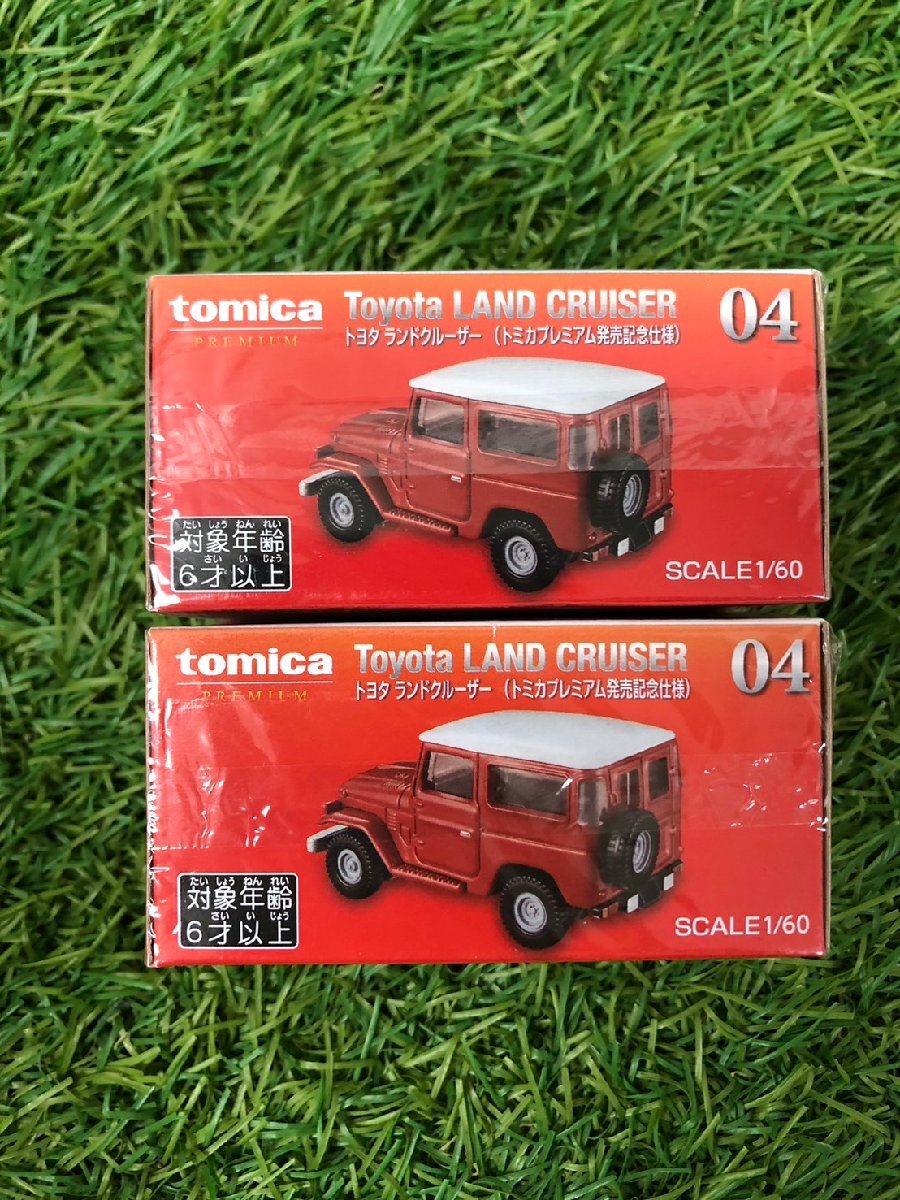 tomica
PREMIUM
Toyota LAND CRUISER
トヨタ ランドクルーザー （トミカプレミアム発売記念仕様）
04
たい しょう ねん れい
対象年齢
さい い じょう
6才以上
SCALE1/60
tomica
PREMIUM
Toyota LAND CRUISER
トヨタ ランドクルーザー （トミカプレミアム発売記念仕様）
04
たい しょう ねん れい
対象年齢
さい い じょう
6才以上
SCALE1/60